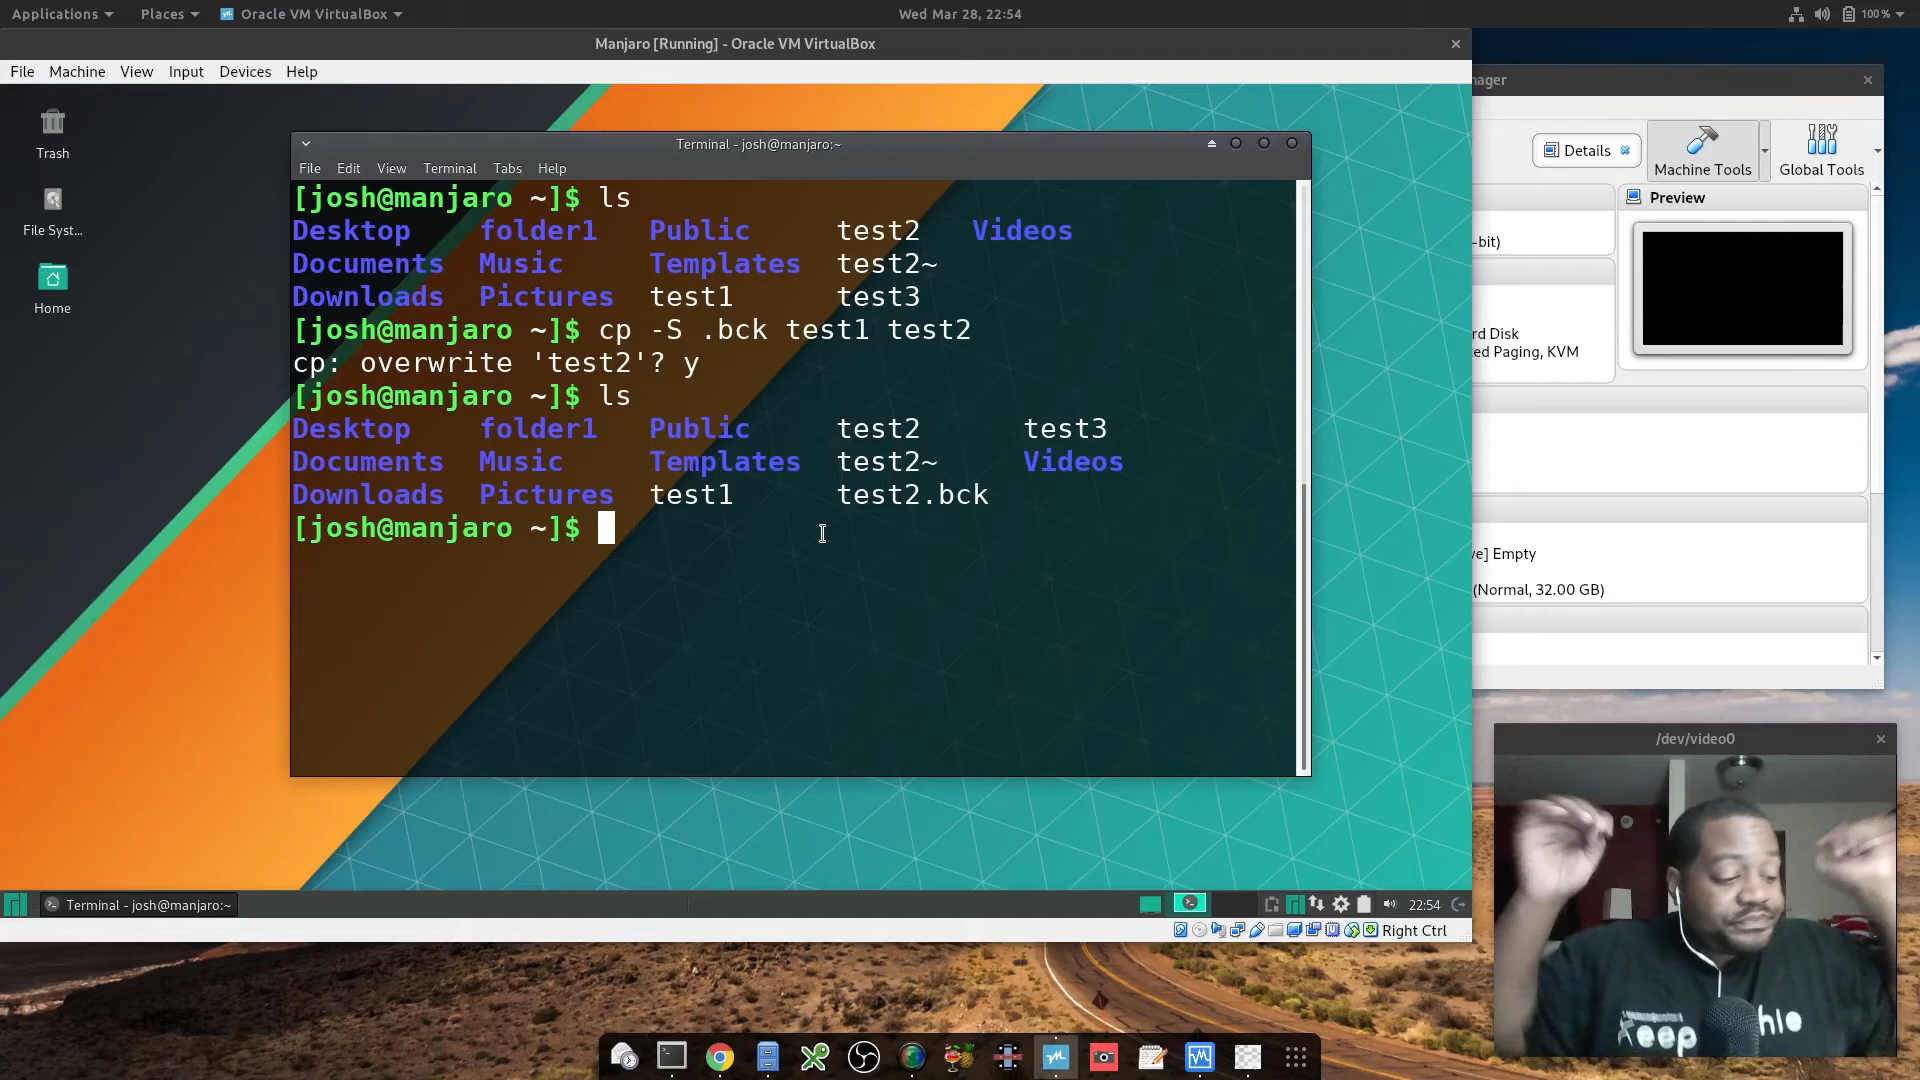 Applications Places Oracle VM VirtualBox Wed Mar 28, 22:54 100%
Manjaro [Running] - Oracle VM VirtualBox
File Machine View Input Devices Help
Trash
File Syst...
Home
Terminal - josh@manjaro:~
File Edit View Terminal Tabs Help
[josh@manjaro ~]$ ls
Desktop folder1 Public test2 Videos
Documents Music Templates test2~
Downloads Pictures test1 test3
[josh@manjaro ~]$ cp -S .bck test1 test2
cp: overwrite 'test2'? y
[josh@manjaro ~]$ ls
Desktop folder1 Public test2 test3
Documents Music Templates test2~ Videos
Downloads Pictures test1 test2.bck
[josh@manjaro ~]$
Terminal - josh@manjaro:~
22:54
Right Ctrl
nager
Details
Machine Tools
Global Tools
Preview
-bit)
rd Disk
ed Paging, KVM
e] Empty
(Normal, 32.00 GB)
/dev/video0
keep
hlo